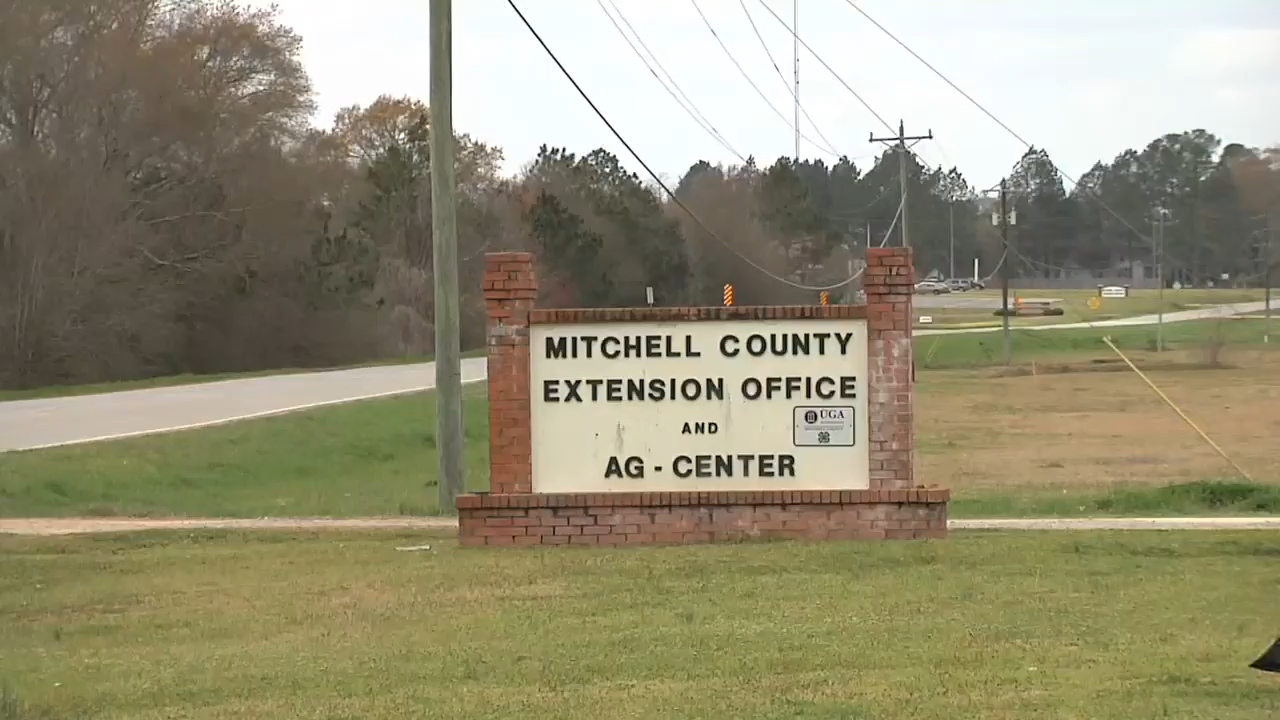 MITCHELL COUNTY
EXTENSION OFFICE
AND
UGA
AG - CENTER